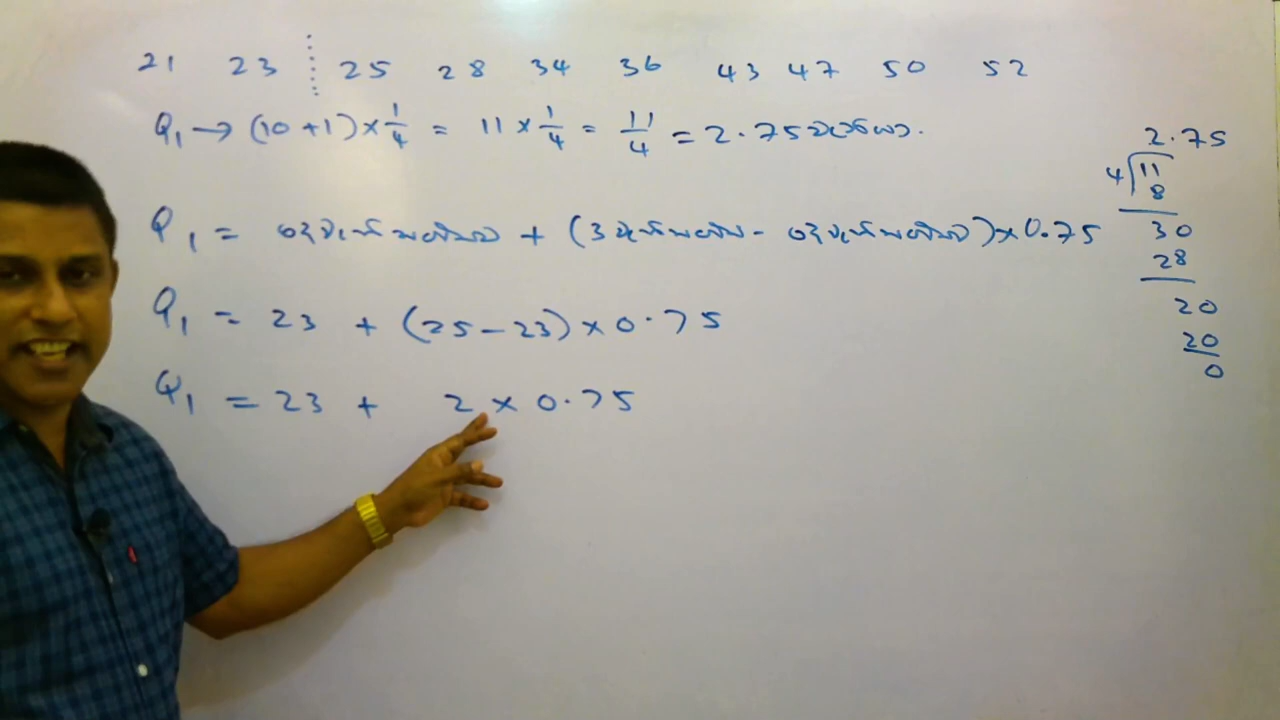 21 23 25 28 34 36 43 47 50 52
Q₁ → (10 + 1) × 1/4 = 11 × 1/4 = 11/4 = 2.75
Q₁ = + (3 - ) × 0.75
Q₁ = 23 + (25 - 23) × 0.75
Q₁ = 23 + 2 × 0.75
2.75
4 11
8
30
28
20
20
0